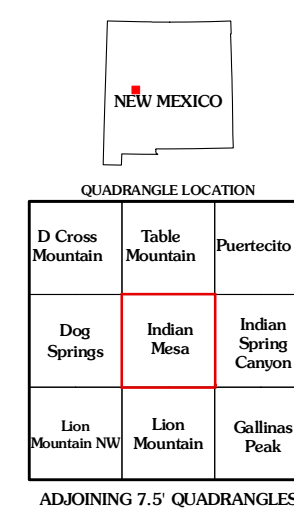 NEW MEXICO
QUADRANGLE LOCATION
D Cross
Mountain
Table
Mountain
Puertecito
Dog
Springs
Indian
Mesa
Indian
Spring
Canyon
Lion
Mountain NW
Lion
Mountain
Gallinas
Peak
ADJOINING 7.5' QUADRANGLES